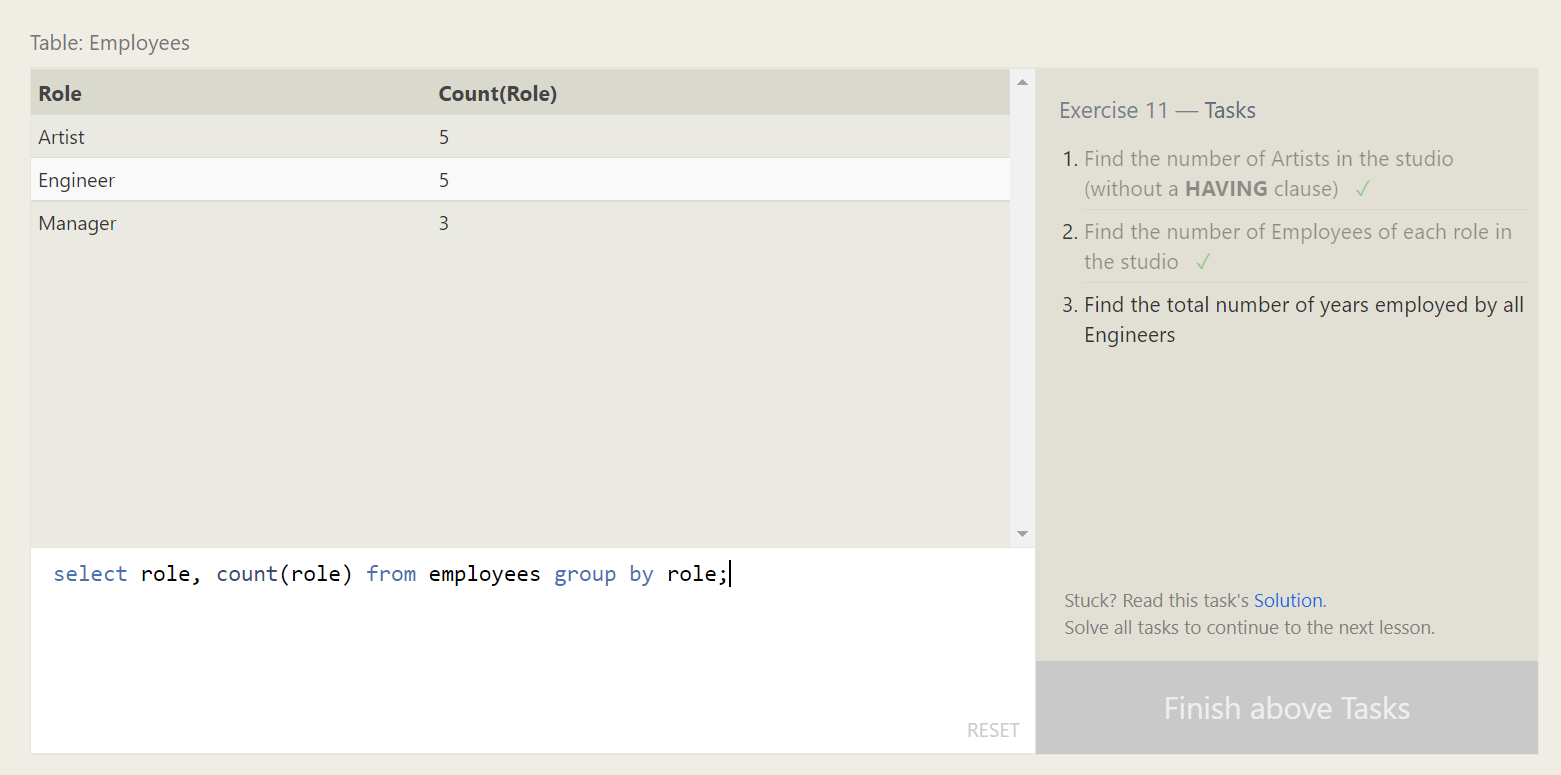 Table: Employees
Role Count(Role)
Artist 5
Engineer 5
Manager 3
select role, count(role) from employees group by role;
RESET
Exercise 11 — Tasks
1. Find the number of Artists in the studio
(without a HAVING clause) ✓
2. Find the number of Employees of each role in
the studio ✓
3. Find the total number of years employed by all
Engineers
Stuck? Read this task's Solution.
Solve all tasks to continue to the next lesson.
Finish above Tasks